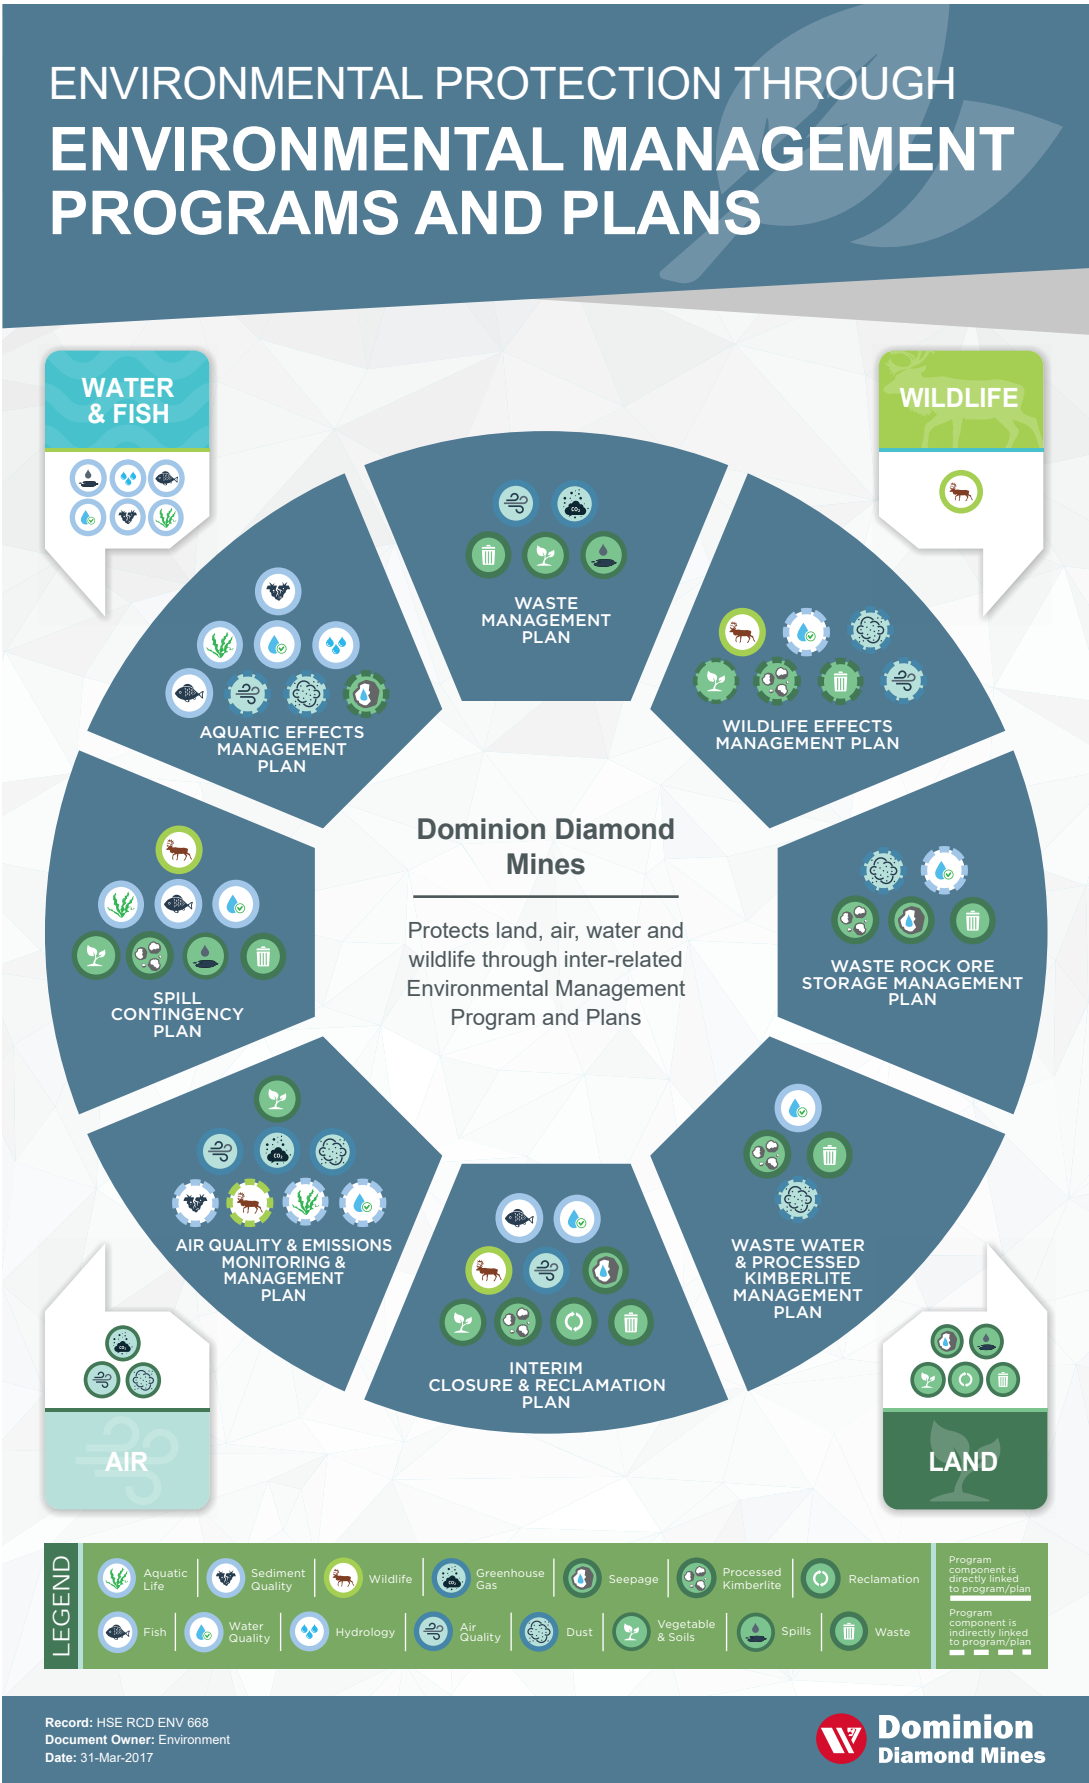 ENVIRONMENTAL PROTECTION THROUGH
ENVIRONMENTAL MANAGEMENT
PROGRAMS AND PLANS
WATER
& FISH
WILDLIFE
WASTE
MANAGEMENT
PLAN
AQUATIC EFFECTS
MANAGEMENT
PLAN
WILDLIFE EFFECTS
MANAGEMENT PLAN
Dominion Diamond
Mines
Protects land, air, water and
wildlife through inter-related
Environmental Management
Program and Plans
SPILL
CONTINGENCY
PLAN
WASTE ROCK ORE
STORAGE MANAGEMENT
PLAN
AIR QUALITY & EMISSIONS
MONITORING &
MANAGEMENT
PLAN
WASTE WATER
& PROCESSED
KIMBERLITE
MANAGEMENT
PLAN
INTERIM
CLOSURE & RECLAMATION
PLAN
AIR
LAND
LEGEND
Aquatic
Life
Sediment
Quality
Wildlife
Greenhouse
Gas
Seepage
Processed
Kimberlite
Reclamation
Fish
Water
Quality
Hydrology
Air
Quality
Dust
Vegetable
& Soils
Spills
Waste
Program
component is
directly linked
to program/plan
Program
component is
indirectly linked
to program/plan
Record: HSE RCD ENV 668
Document Owner: Environment
Date: 31-Mar-2017
Dominion
Diamond Mines